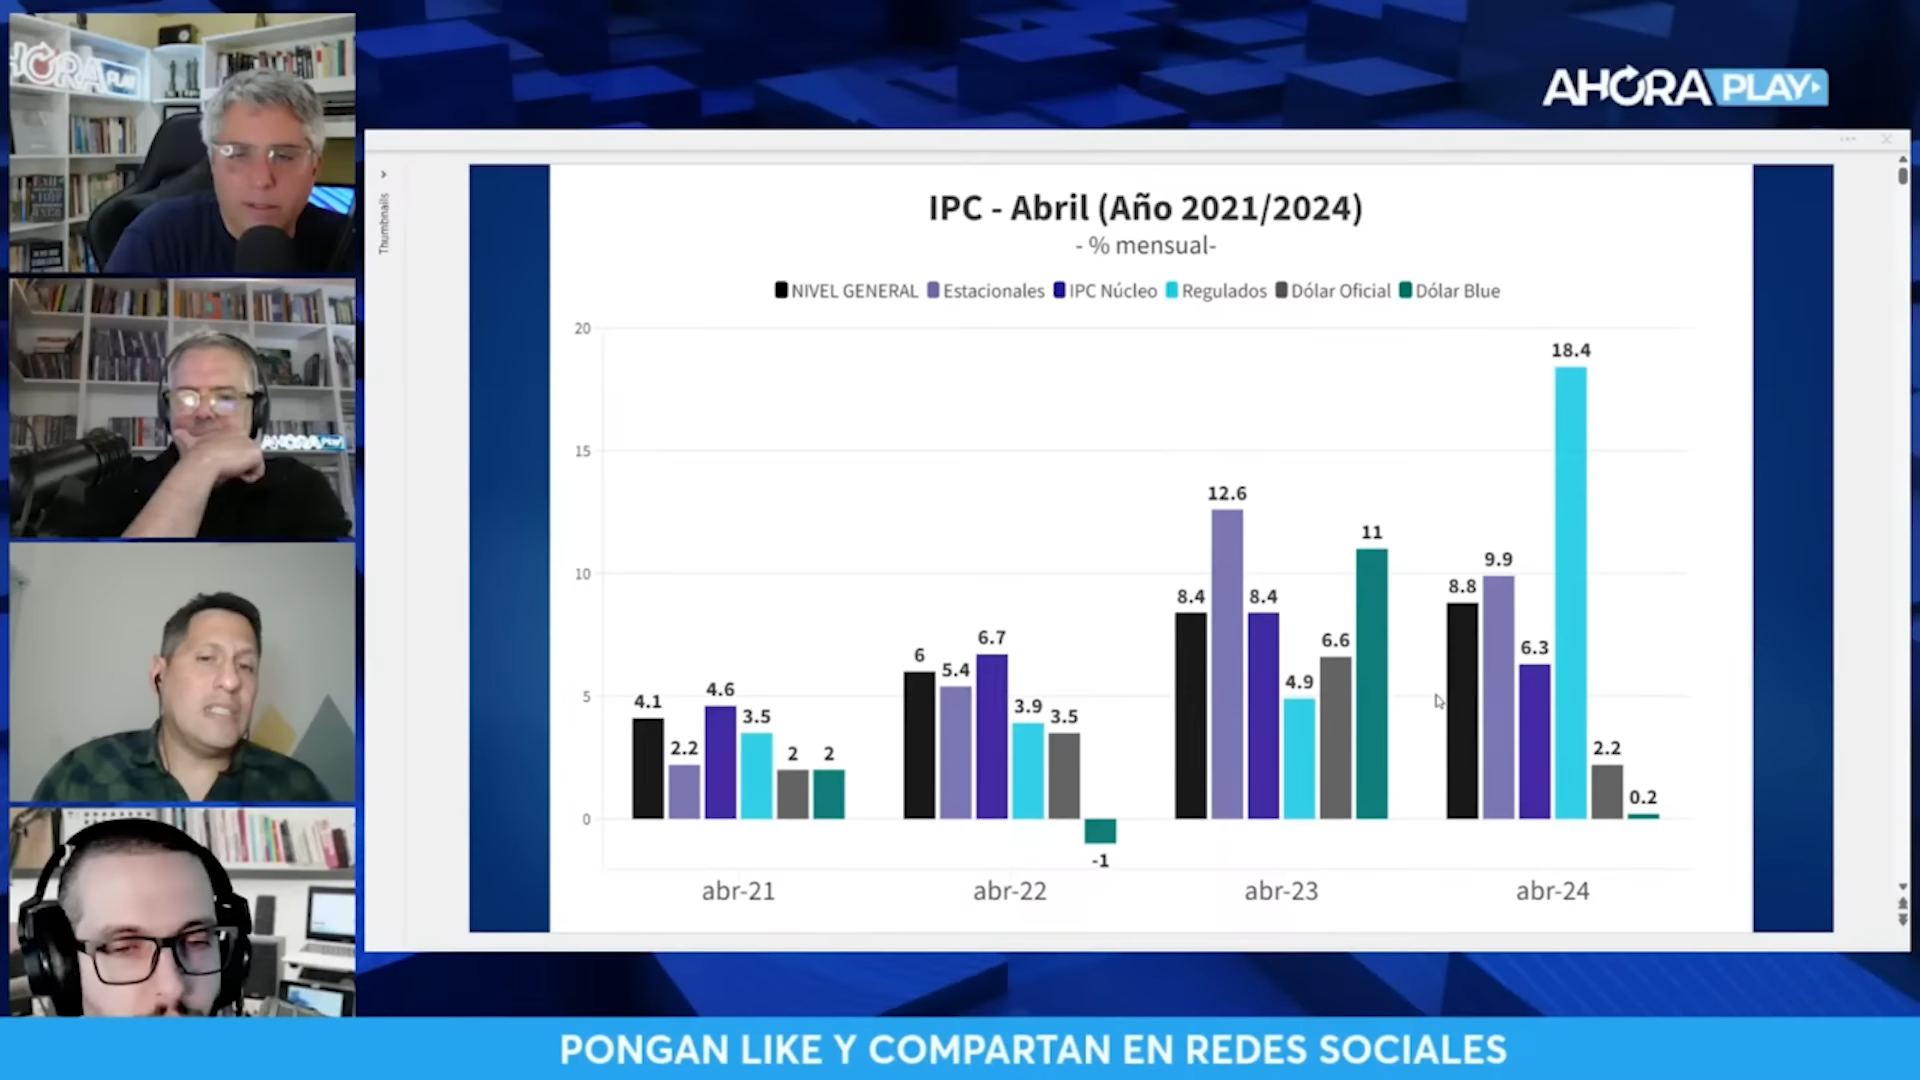 AHORA PLAY
AHORA PLAY
Thumbnails
IPC - Abril (Año 2021/2024)
- % mensual-
NIVEL GENERAL Estacionales IPC Núcleo Regulados Dólar Oficial Dólar Blue
20
15
10
5
0
4.1 2.2 4.6 3.5 2 2
6 5.4 6.7 3.9 3.5 -1
8.4 12.6 8.4 4.9 6.6 11
8.8 9.9 6.3 18.4 2.2 0.2
abr-21 abr-22 abr-23 abr-24
AHORA PLAY
PONGAN LIKE Y COMPARTAN EN REDES SOCIALES